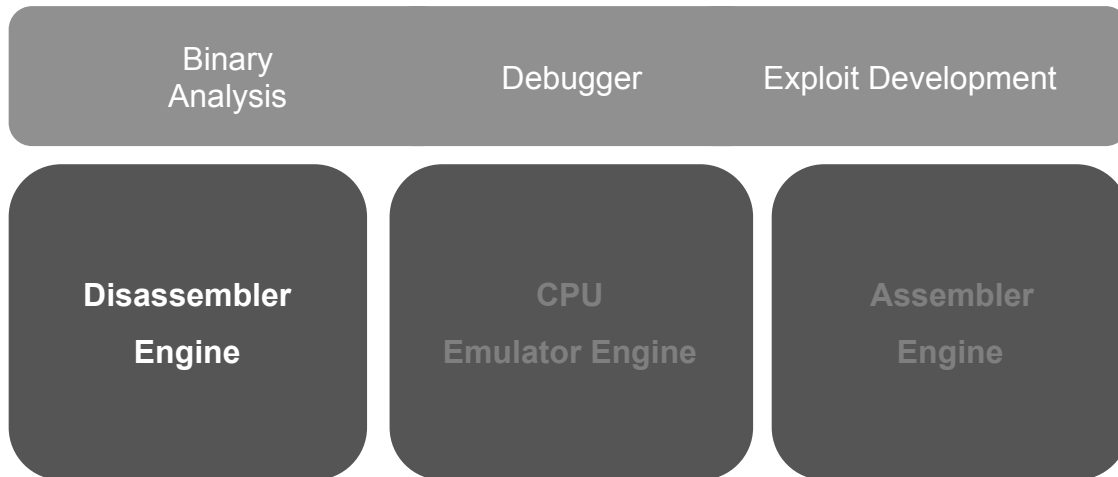 Binary
Analysis
Debugger
Exploit Development
Disassembler
Engine
CPU
Emulator Engine
Assembler
Engine